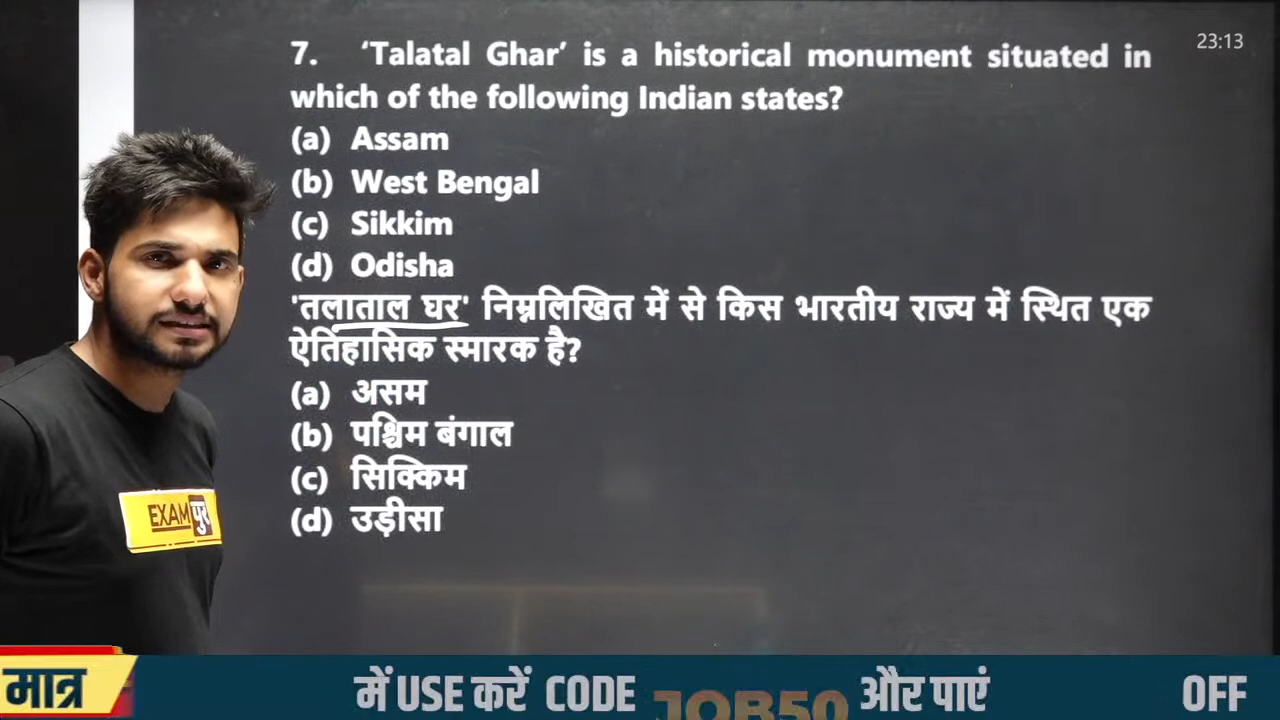 23:13
7. ‘Talatal Ghar’ is a historical monument situated in
which of the following Indian states?
(a) Assam
(b) West Bengal
(c) Sikkim
(d) Odisha
'तलाताल घर' निम्नलिखित में से किस भारतीय राज्य में स्थित एक
ऐतिहासिक स्मारक है?
(a) असम
(b) पश्चिम बंगाल
(c) सिक्किम
(d) उड़ीसा
EXAM पुर
मात्र
में USE करें CODE JOB50 और पाएं OFF